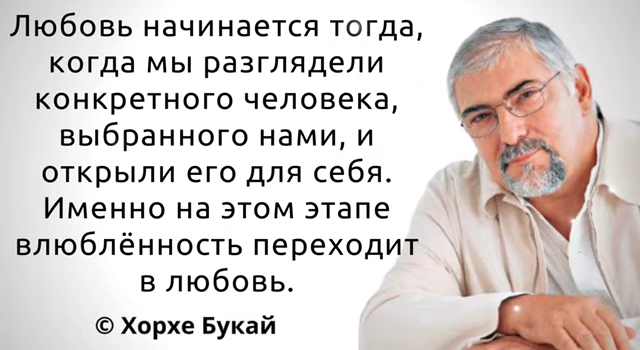 Любовь начинается тогда,
когда мы разглядели
конкретного человека,
выбранного нами, и
открыли его для себя.
Именно на этом этапе
влюблённость переходит
в любовь.
© Хорхе Букай